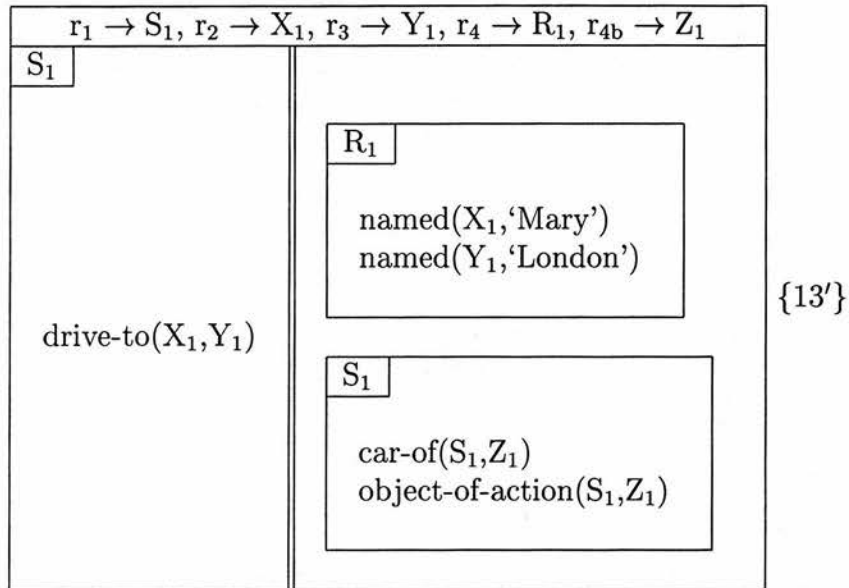 r₁ → S₁, r₂ → X₁, r₃ → Y₁, r₄ → R₁, r₄b → Z₁
S₁
drive-to(X₁,Y₁)
R₁
named(X₁,‘Mary’)
named(Y₁,‘London’)
S₁
car-of(S₁,Z₁)
object-of-action(S₁,Z₁)
{13′}